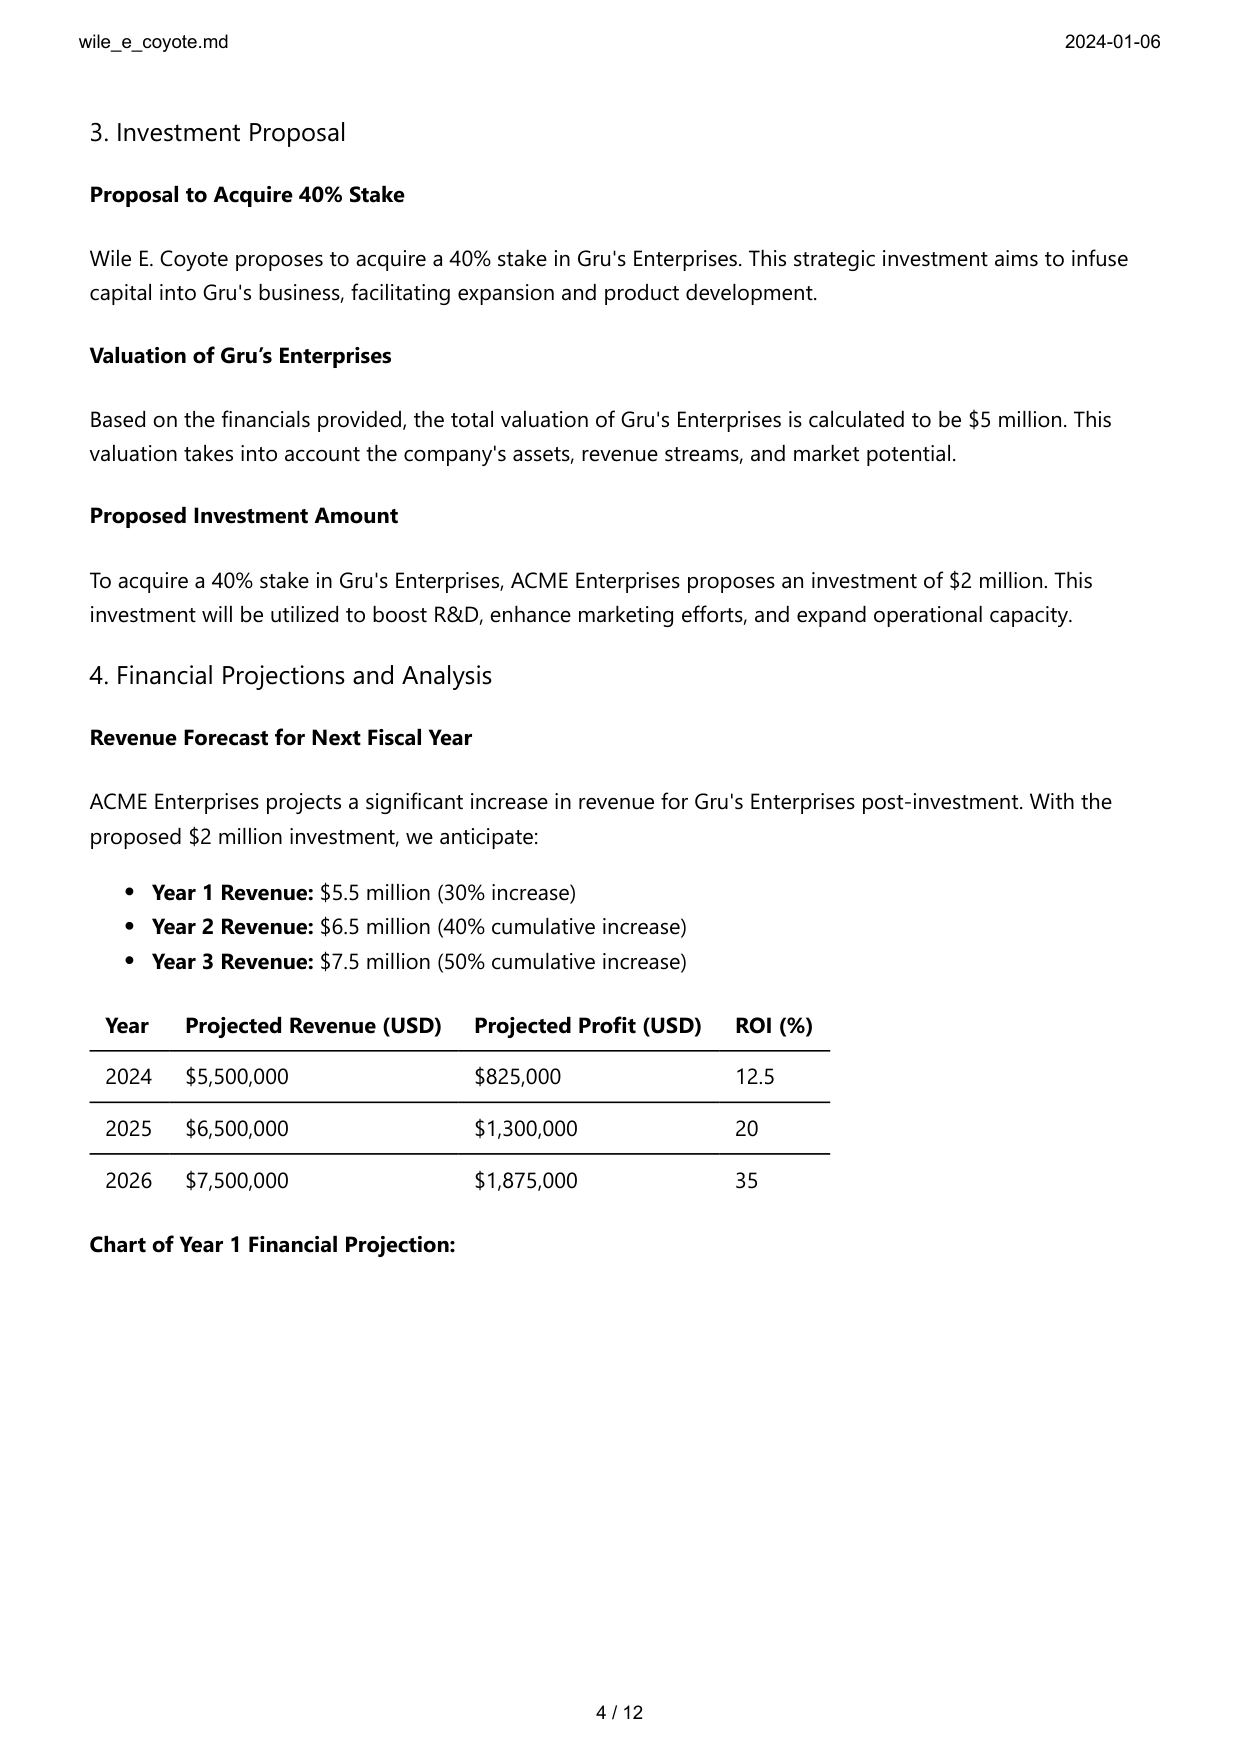 wile_e_coyote.md 2024-01-06
3. Investment Proposal
Proposal to Acquire 40% Stake
Wile E. Coyote proposes to acquire a 40% stake in Gru's Enterprises. This strategic investment aims to infuse
capital into Gru's business, facilitating expansion and product development.
Valuation of Gru’s Enterprises
Based on the financials provided, the total valuation of Gru's Enterprises is calculated to be $5 million. This
valuation takes into account the company's assets, revenue streams, and market potential.
Proposed Investment Amount
To acquire a 40% stake in Gru's Enterprises, ACME Enterprises proposes an investment of $2 million. This
investment will be utilized to boost R&D, enhance marketing efforts, and expand operational capacity.
4. Financial Projections and Analysis
Revenue Forecast for Next Fiscal Year
ACME Enterprises projects a significant increase in revenue for Gru's Enterprises post-investment. With the
proposed $2 million investment, we anticipate:
• Year 1 Revenue: $5.5 million (30% increase)
• Year 2 Revenue: $6.5 million (40% cumulative increase)
• Year 3 Revenue: $7.5 million (50% cumulative increase)
Year Projected Revenue (USD) Projected Profit (USD) ROI (%)
2024 $5,500,000 $825,000 12.5
2025 $6,500,000 $1,300,000 20
2026 $7,500,000 $1,875,000 35
Chart of Year 1 Financial Projection:
4 / 12